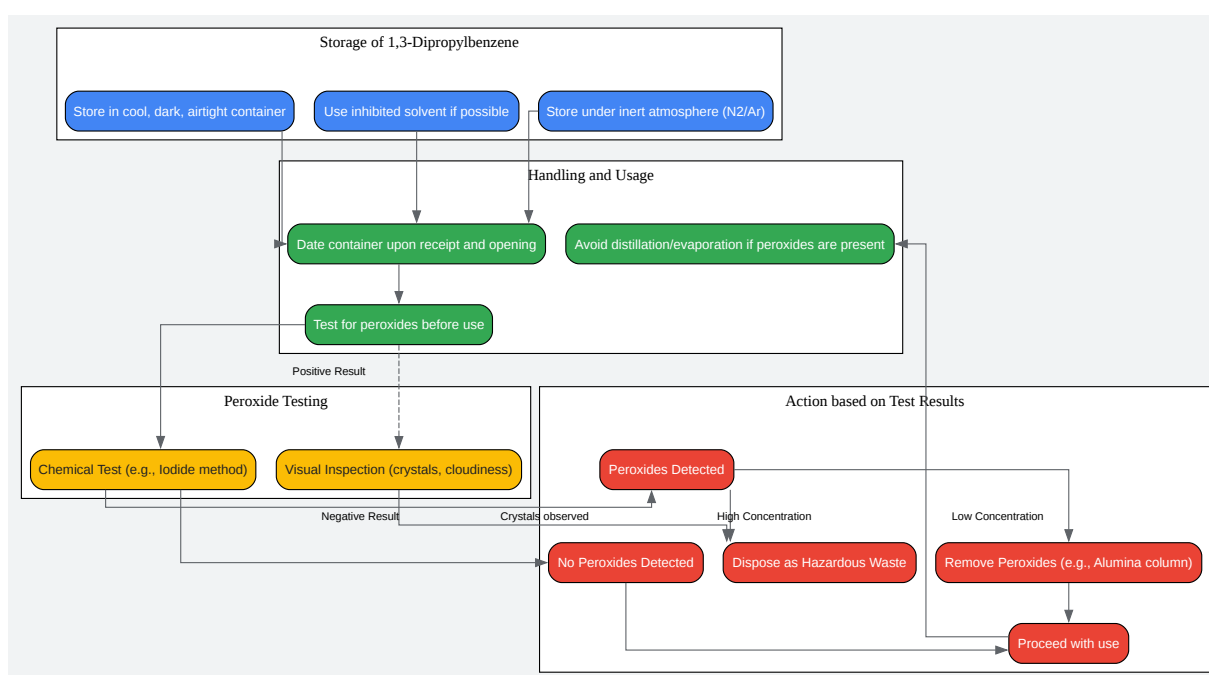 Storage of 1,3-Dipropylbenzene
Store in cool, dark, airtight container
Use inhibited solvent if possible
Store under inert atmosphere (N2/Ar)
Handling and Usage
Date container upon receipt and opening
Avoid distillation/evaporation if peroxides are present
Test for peroxides before use
Positive Result
Peroxide Testing
Action based on Test Results
Chemical Test (e.g., Iodide method)
Visual Inspection (crystals, cloudiness)
Peroxides Detected
Negative Result
Crystals observed
High Concentration
Low Concentration
No Peroxides Detected
Dispose as Hazardous Waste
Remove Peroxides (e.g., Alumina column)
Proceed with use